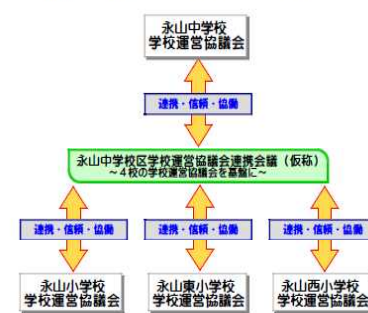 永山中学校
学校運営協議会
連携・信頼・協働
永山中学校区学校運営協議会連携会議（仮称）
～４校の学校運営協議会を基盤に～
連携・信頼・協働
連携・信頼・協働
連携・信頼・協働
永山小学校
学校運営協議会
永山東小学校
学校運営協議会
永山西小学校
学校運営協議会